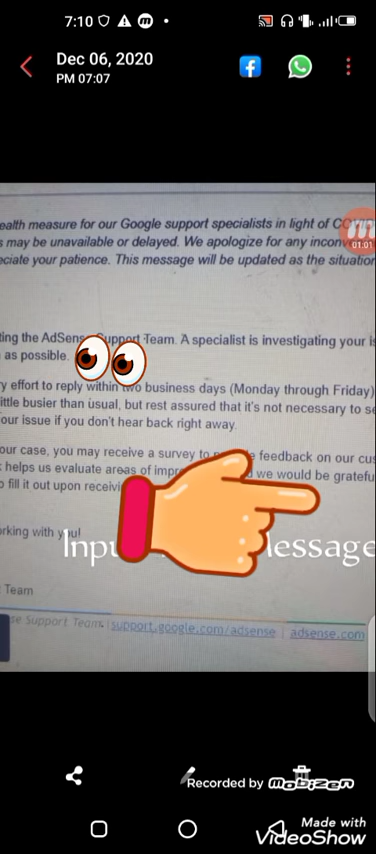 7:10
Dec 06, 2020
PM 07:07
ealth measure for our Google support specialists in light of
s may be unavailable or delayed. We apologize for any
eciate your patience. This message will be updated as the situation
01:01
ting the AdSense Support Team. A specialist is investigating your
as possible.
y effort to reply within two business days (Monday through Friday)
ittle busier than usual, but rest assured that it's not necessary to
our issue if you don't hear back right away.
our case, you may receive a survey to feedback on our
helps us evaluate areas of we would be
fill it out upon
rking with you!
Inpu essage
Team
se Support Team. | support.google.com/adsense | adsense.com
Recorded by mobizen
Made with
VideoShow